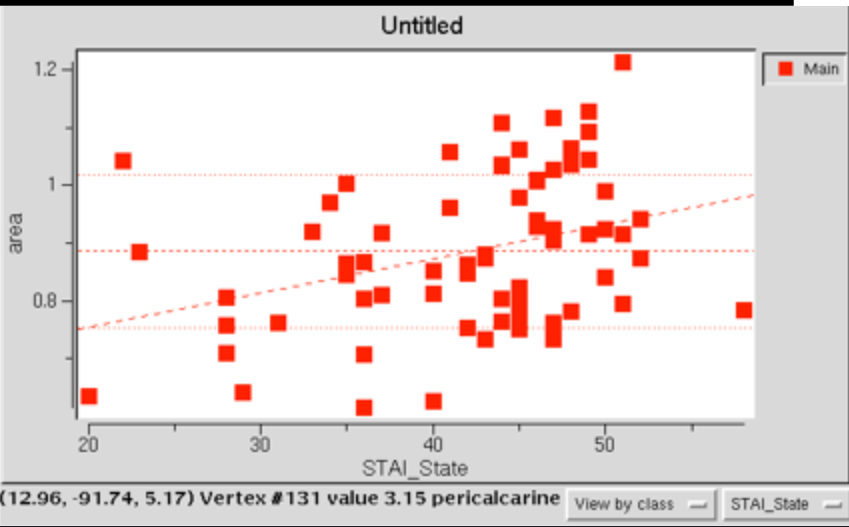 Untitled
Main
1.2
1
0.8
area
20 30 40 50
STAI_State
(12.96, -91.74, 5.17) Vertex #131 value 3.15 pericalcarine View by class STAI_State